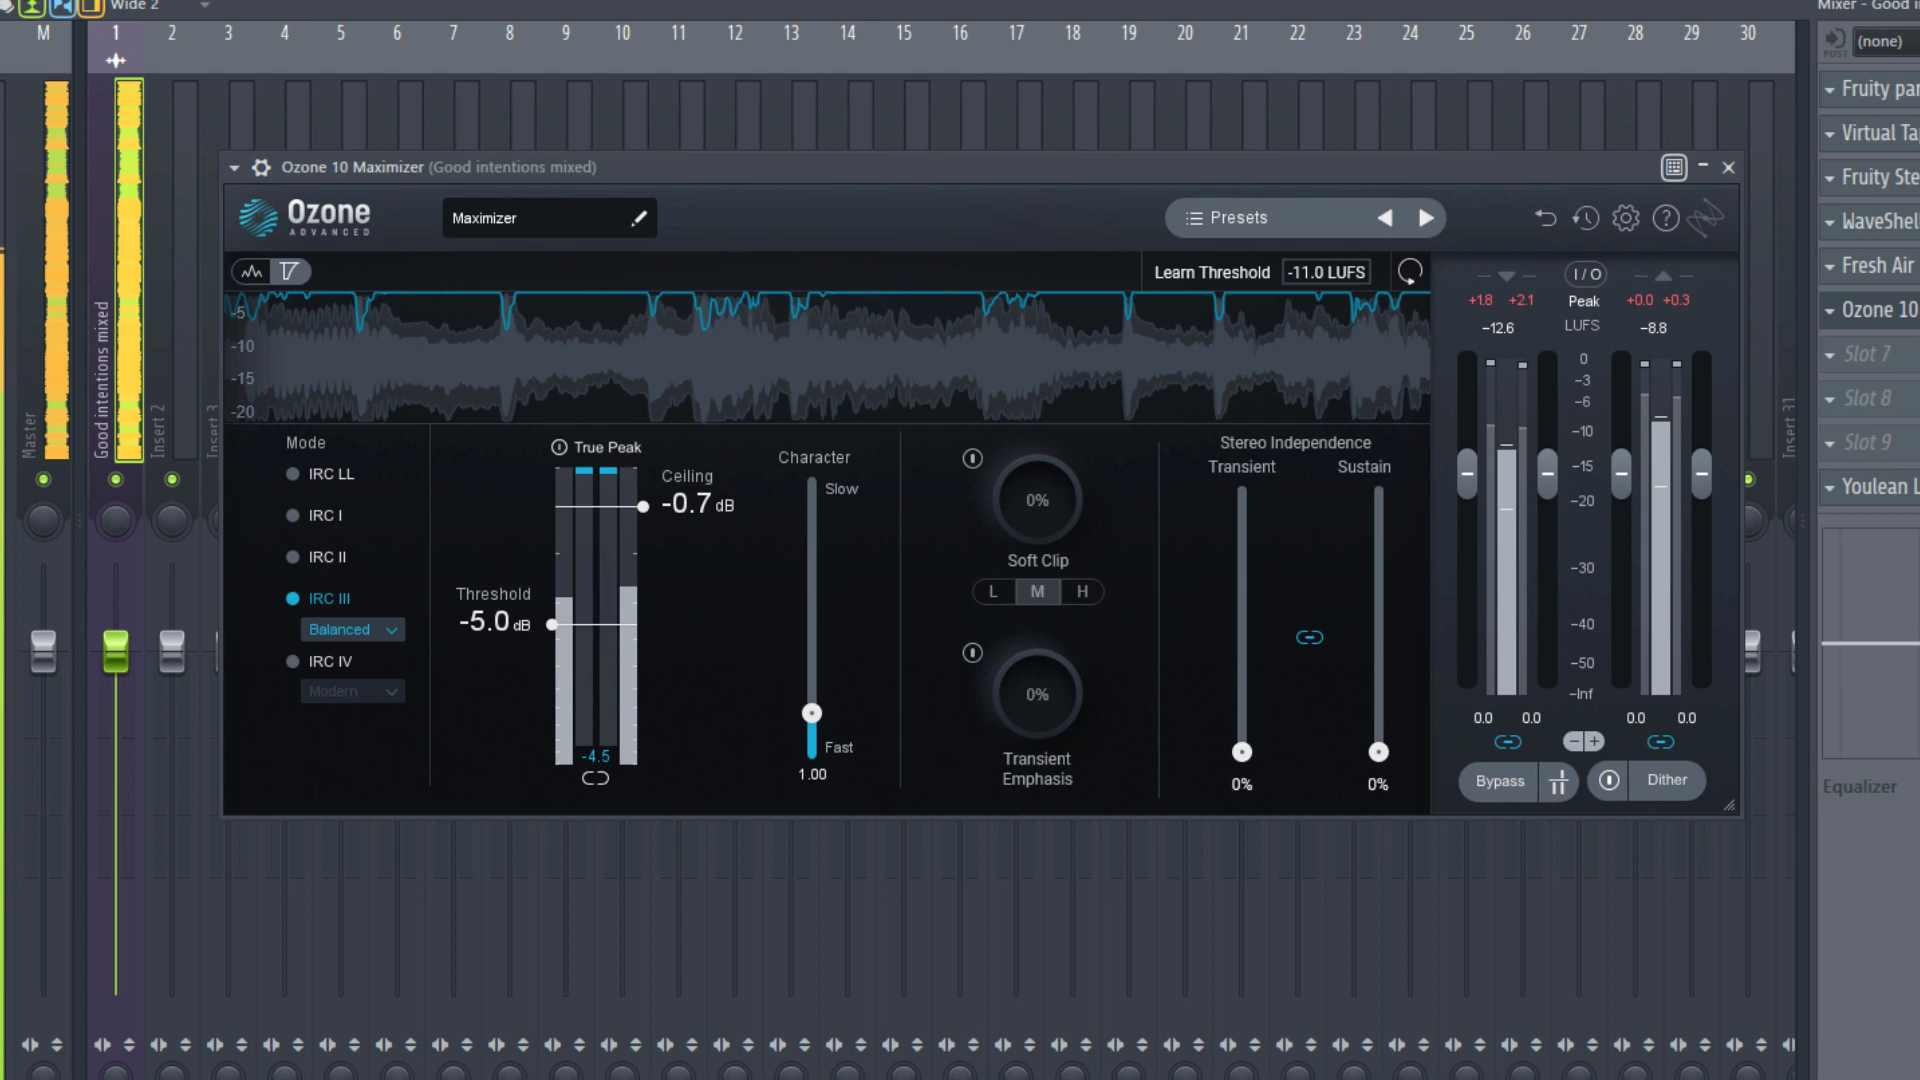 Wide 2
Mixer - Good in
M 1 2 3 4 5 6 7 8 9 10 11 12 13 14 15 16 17 18 19 20 21 22 23 24 25 26 27 28 29 30
POST
(none)
Fruity par
Virtual Ta
Fruity Ste
WaveShell
Fresh Air
Ozone 10
Slot 7
Slot 8
Slot 9
Youlean L
Equalizer
Master
Good intentions mixed
Insert 2
Insert 3
Insert 31
Ozone 10 Maximizer (Good intentions mixed)
Ozone
ADVANCED
Maximizer
Presets
?
Learn Threshold -11.0 LUFS
-5
-10
-15
-20
I / O
+1.8 +2.1 Peak +0.0 +0.3
-12.6 LUFS -8.8
0
-3
-6
-10
-15
-20
-30
-40
-50
-Inf
0.0 0.0 0.0 0.0
Bypass
Dither
Mode
IRC LL
IRC I
IRC II
IRC III
Balanced
IRC IV
Modern
True Peak
Ceiling
-0.7 dB
Threshold
-5.0 dB
-4.5
Character
Slow
Fast
1.00
0%
Soft Clip
L M H
0%
Transient
Emphasis
Stereo Independence
Transient Sustain
0% 0%